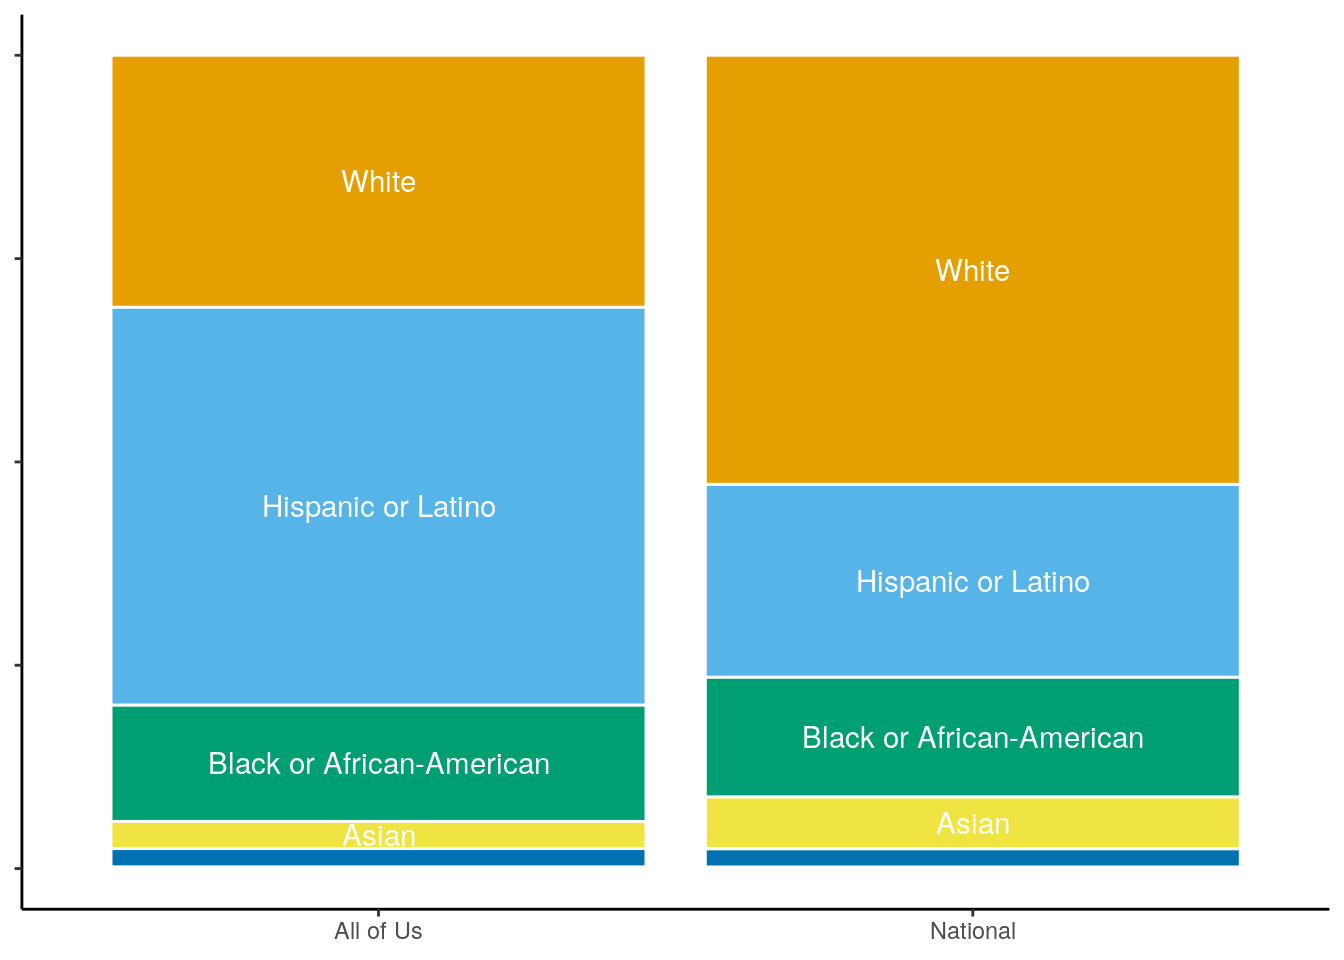 White
Hispanic or Latino
Black or African-American
Asian
White
Hispanic or Latino
Black or African-American
Asian
All of Us
National